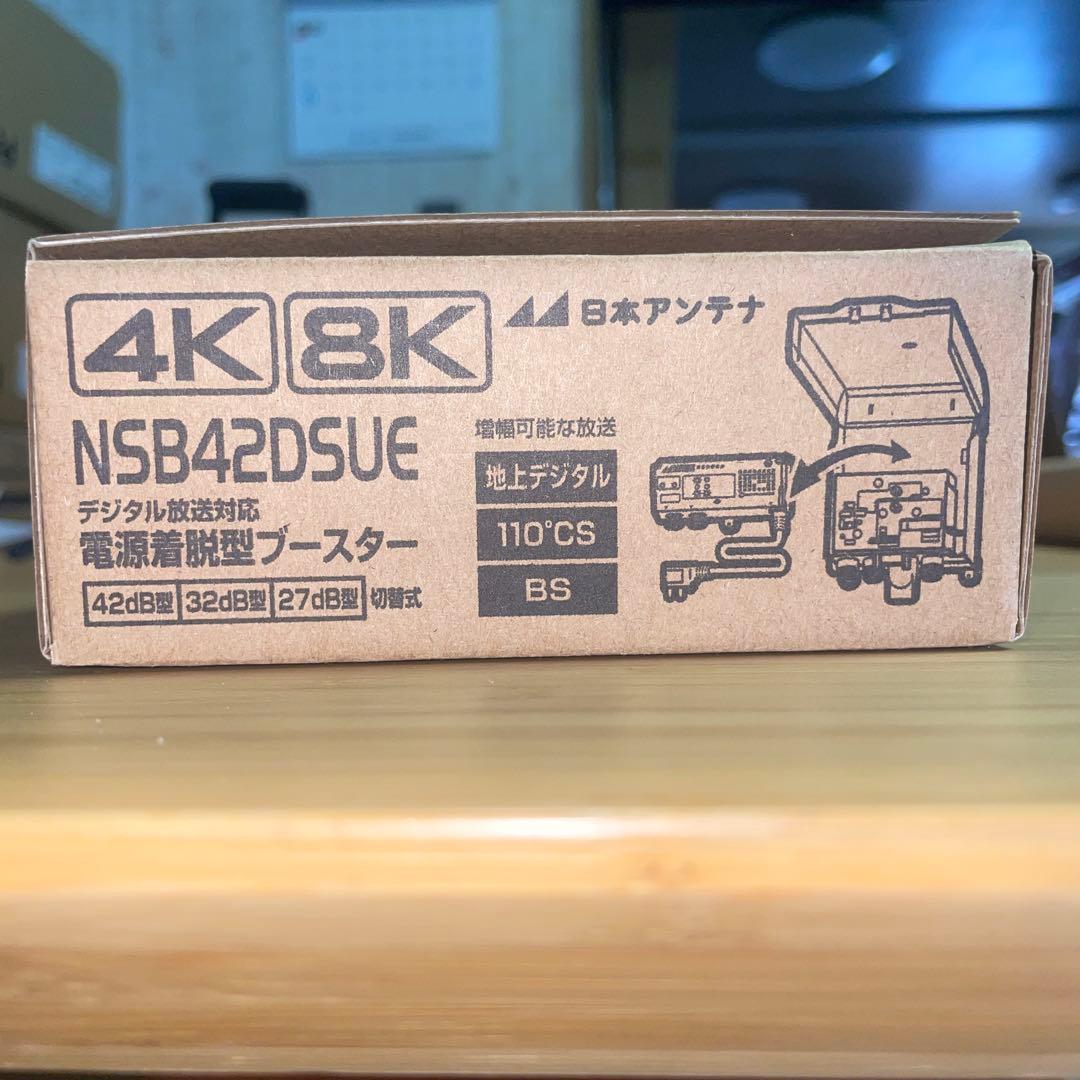 4K 8K 日本アンテナ
NSB42DSUE
デジタル放送対応
電源着脱型ブースター
42dB型 32dB型 27dB型 切替式
増幅可能な放送
地上デジタル
110°CS
BS